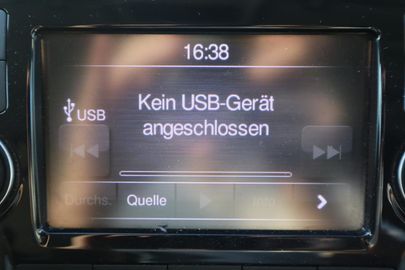 16:38
USB
Kein USB-Gerät
angeschlossen
Durchs. Quelle Info